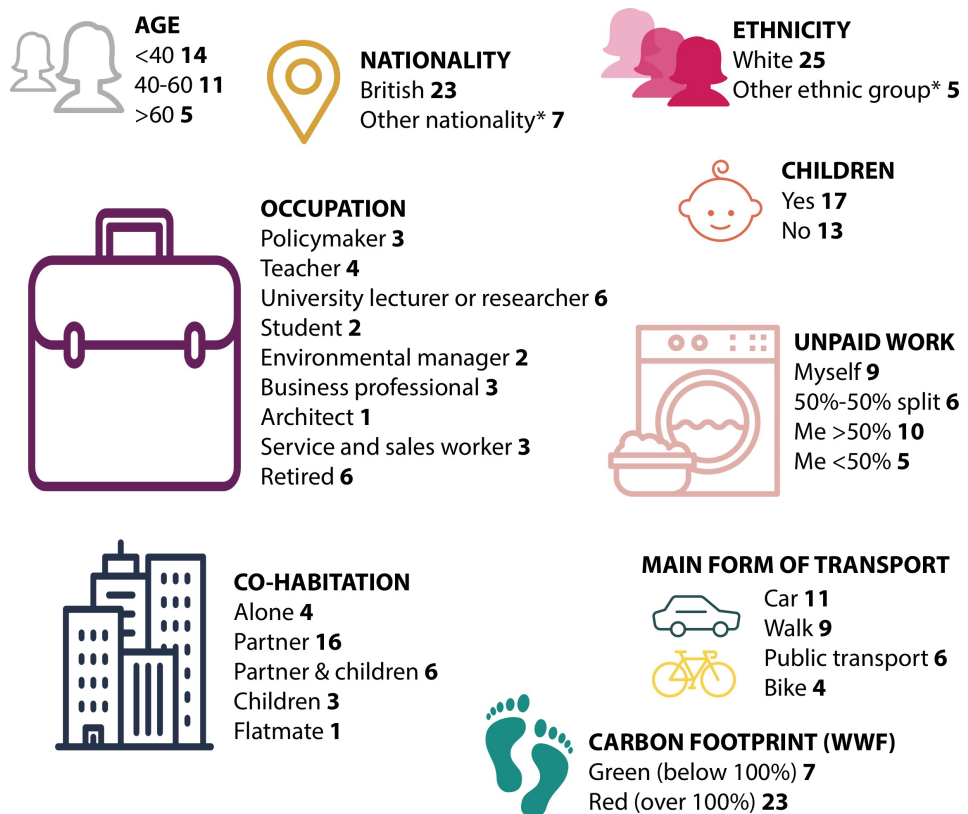 AGE
<40 14
40-60 11
>60 5
NATIONALITY
British 23
Other nationality* 7
ETHNICITY
White 25
Other ethnic group* 5
CHILDREN
Yes 17
No 13
OCCUPATION
Policymaker 3
Teacher 4
University lecturer or researcher 6
Student 2
Environmental manager 2
Business professional 3
Architect 1
Service and sales worker 3
Retired 6
UNPAID WORK
Myself 9
50%-50% split 6
Me >50% 10
Me <50% 5
CO-HABITATION
Alone 4
Partner 16
Partner & children 6
Children 3
Flatmate 1
MAIN FORM OF TRANSPORT
Car 11
Walk 9
Public transport 6
Bike 4
CARBON FOOTPRINT (WWF)
Green (below 100%) 7
Red (over 100%) 23